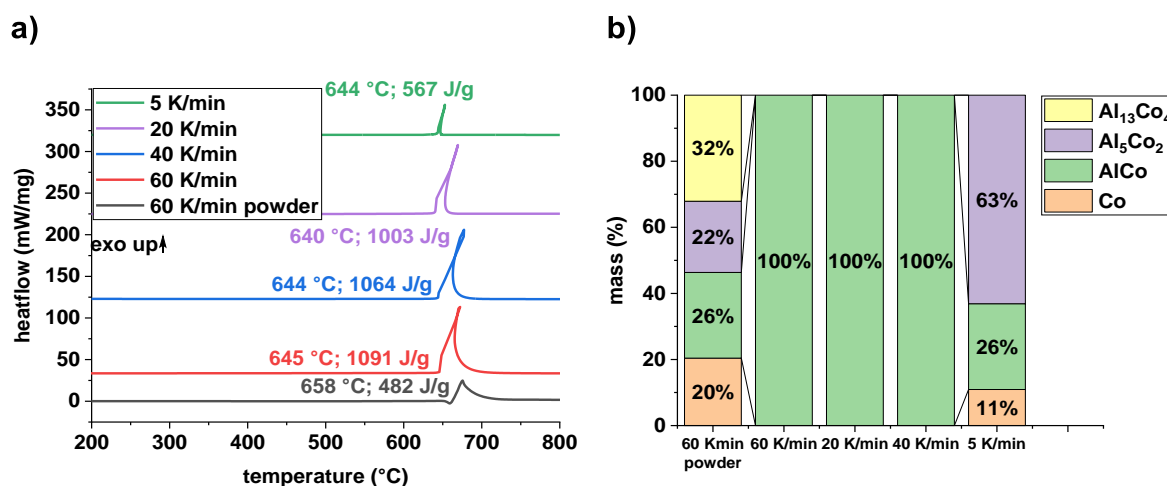 a)
heatflow (mW/mg)
350
300
250
200
150
100
50
0
5 K/min
20 K/min
40 K/min
60 K/min
60 K/min powder
exo up
644 °C; 567 J/g
640 °C; 1003 J/g
644 °C; 1064 J/g
645 °C; 1091 J/g
658 °C; 482 J/g
200 300 400 500 600 700 800
temperature (°C)
b)
mass (%)
100
80
60
40
20
0
32%
22%
26%
20%
100%
100%
100%
63%
26%
11%
60 Kmin
powder
60 K/min
20 K/min
40 K/min
5 K/min
Al₁₃Co₄
Al₅Co₂
AlCo
Co